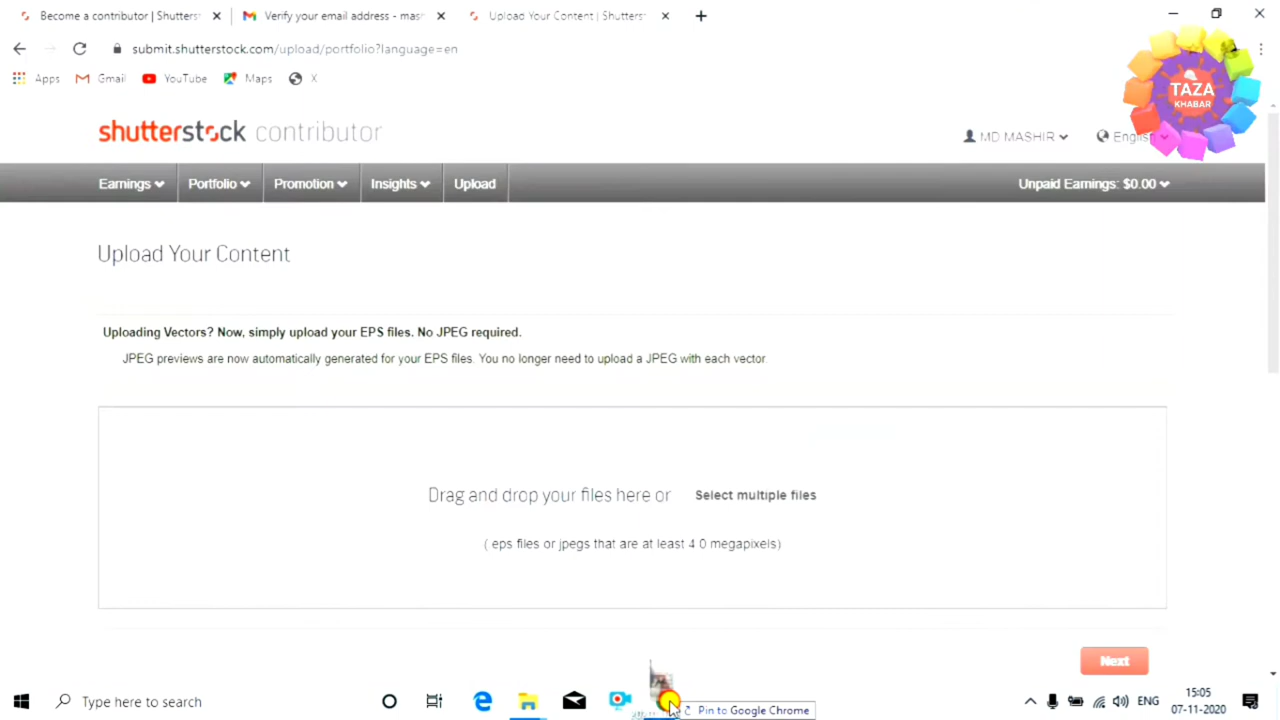 Become a contributor | Shutters
Verify your email address - mas
Upload Your Content | Shutters
submit.shutterstock.com/upload/portfolio?language=en
Apps
Gmail
YouTube
Maps
X
TAZA
KHABAR
shutterstock contributor
MD MASHIR
English
Earnings
Portfolio
Promotion
Insights
Upload
Unpaid Earnings: $0.00
Upload Your Content
Uploading Vectors? Now, simply upload your EPS files. No JPEG required.
JPEG previews are now automatically generated for your EPS files. You no longer need to upload a JPEG with each vector
Drag and drop your files here or Select multiple files
( eps files or jpegs that are at least 4 0 megapixels)
Next
Type here to search
Pin to Google Chrome
ENG
15:05
07-11-2020